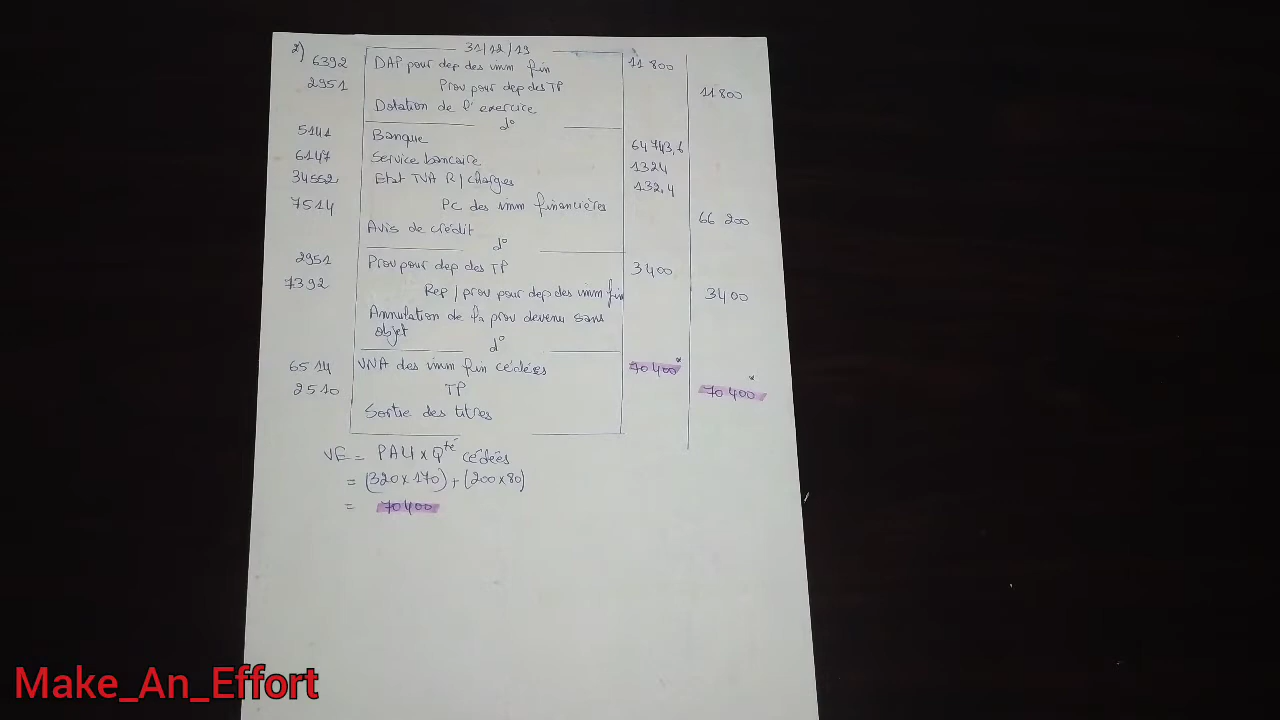 2) 31/12/19
6392 DAP pour dep des imm fin 11 800
2951 Prov pour dep des TP 11 800
Dotation de l'exercice
d°
5141 Banque 64 743,6
6147 Service bancaire 1324
34552 Etat TVA R/charges 132,4
7514 PC des imm financières 66 200
Avis de crédit
d°
2951 Prov pour dep des TP 3400
7392 Rep/prov pour dep des imm fin 3400
Annulation de la prov devenu sans
objet
d°
6514 VNA des imm fin cédées 70 400*
2510 TP 70 400*
Sortie des titres
VE = PAU x Qté cédées
= (320x170) + (200x80)
= 70400
Make_An_Effort